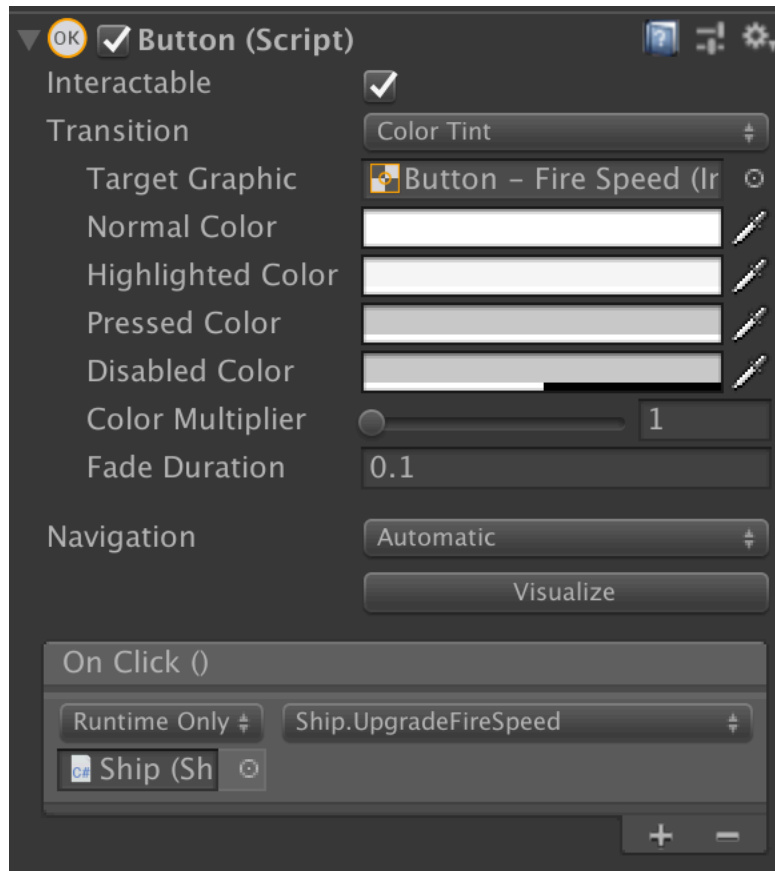 OK Button (Script)
Interactable
Transition Color Tint
Target Graphic Button – Fire Speed (Ir
Normal Color
Highlighted Color
Pressed Color
Disabled Color
Color Multiplier 1
Fade Duration 0.1
Navigation Automatic
Visualize
On Click ()
Runtime Only Ship.UpgradeFireSpeed
C# Ship (Sh